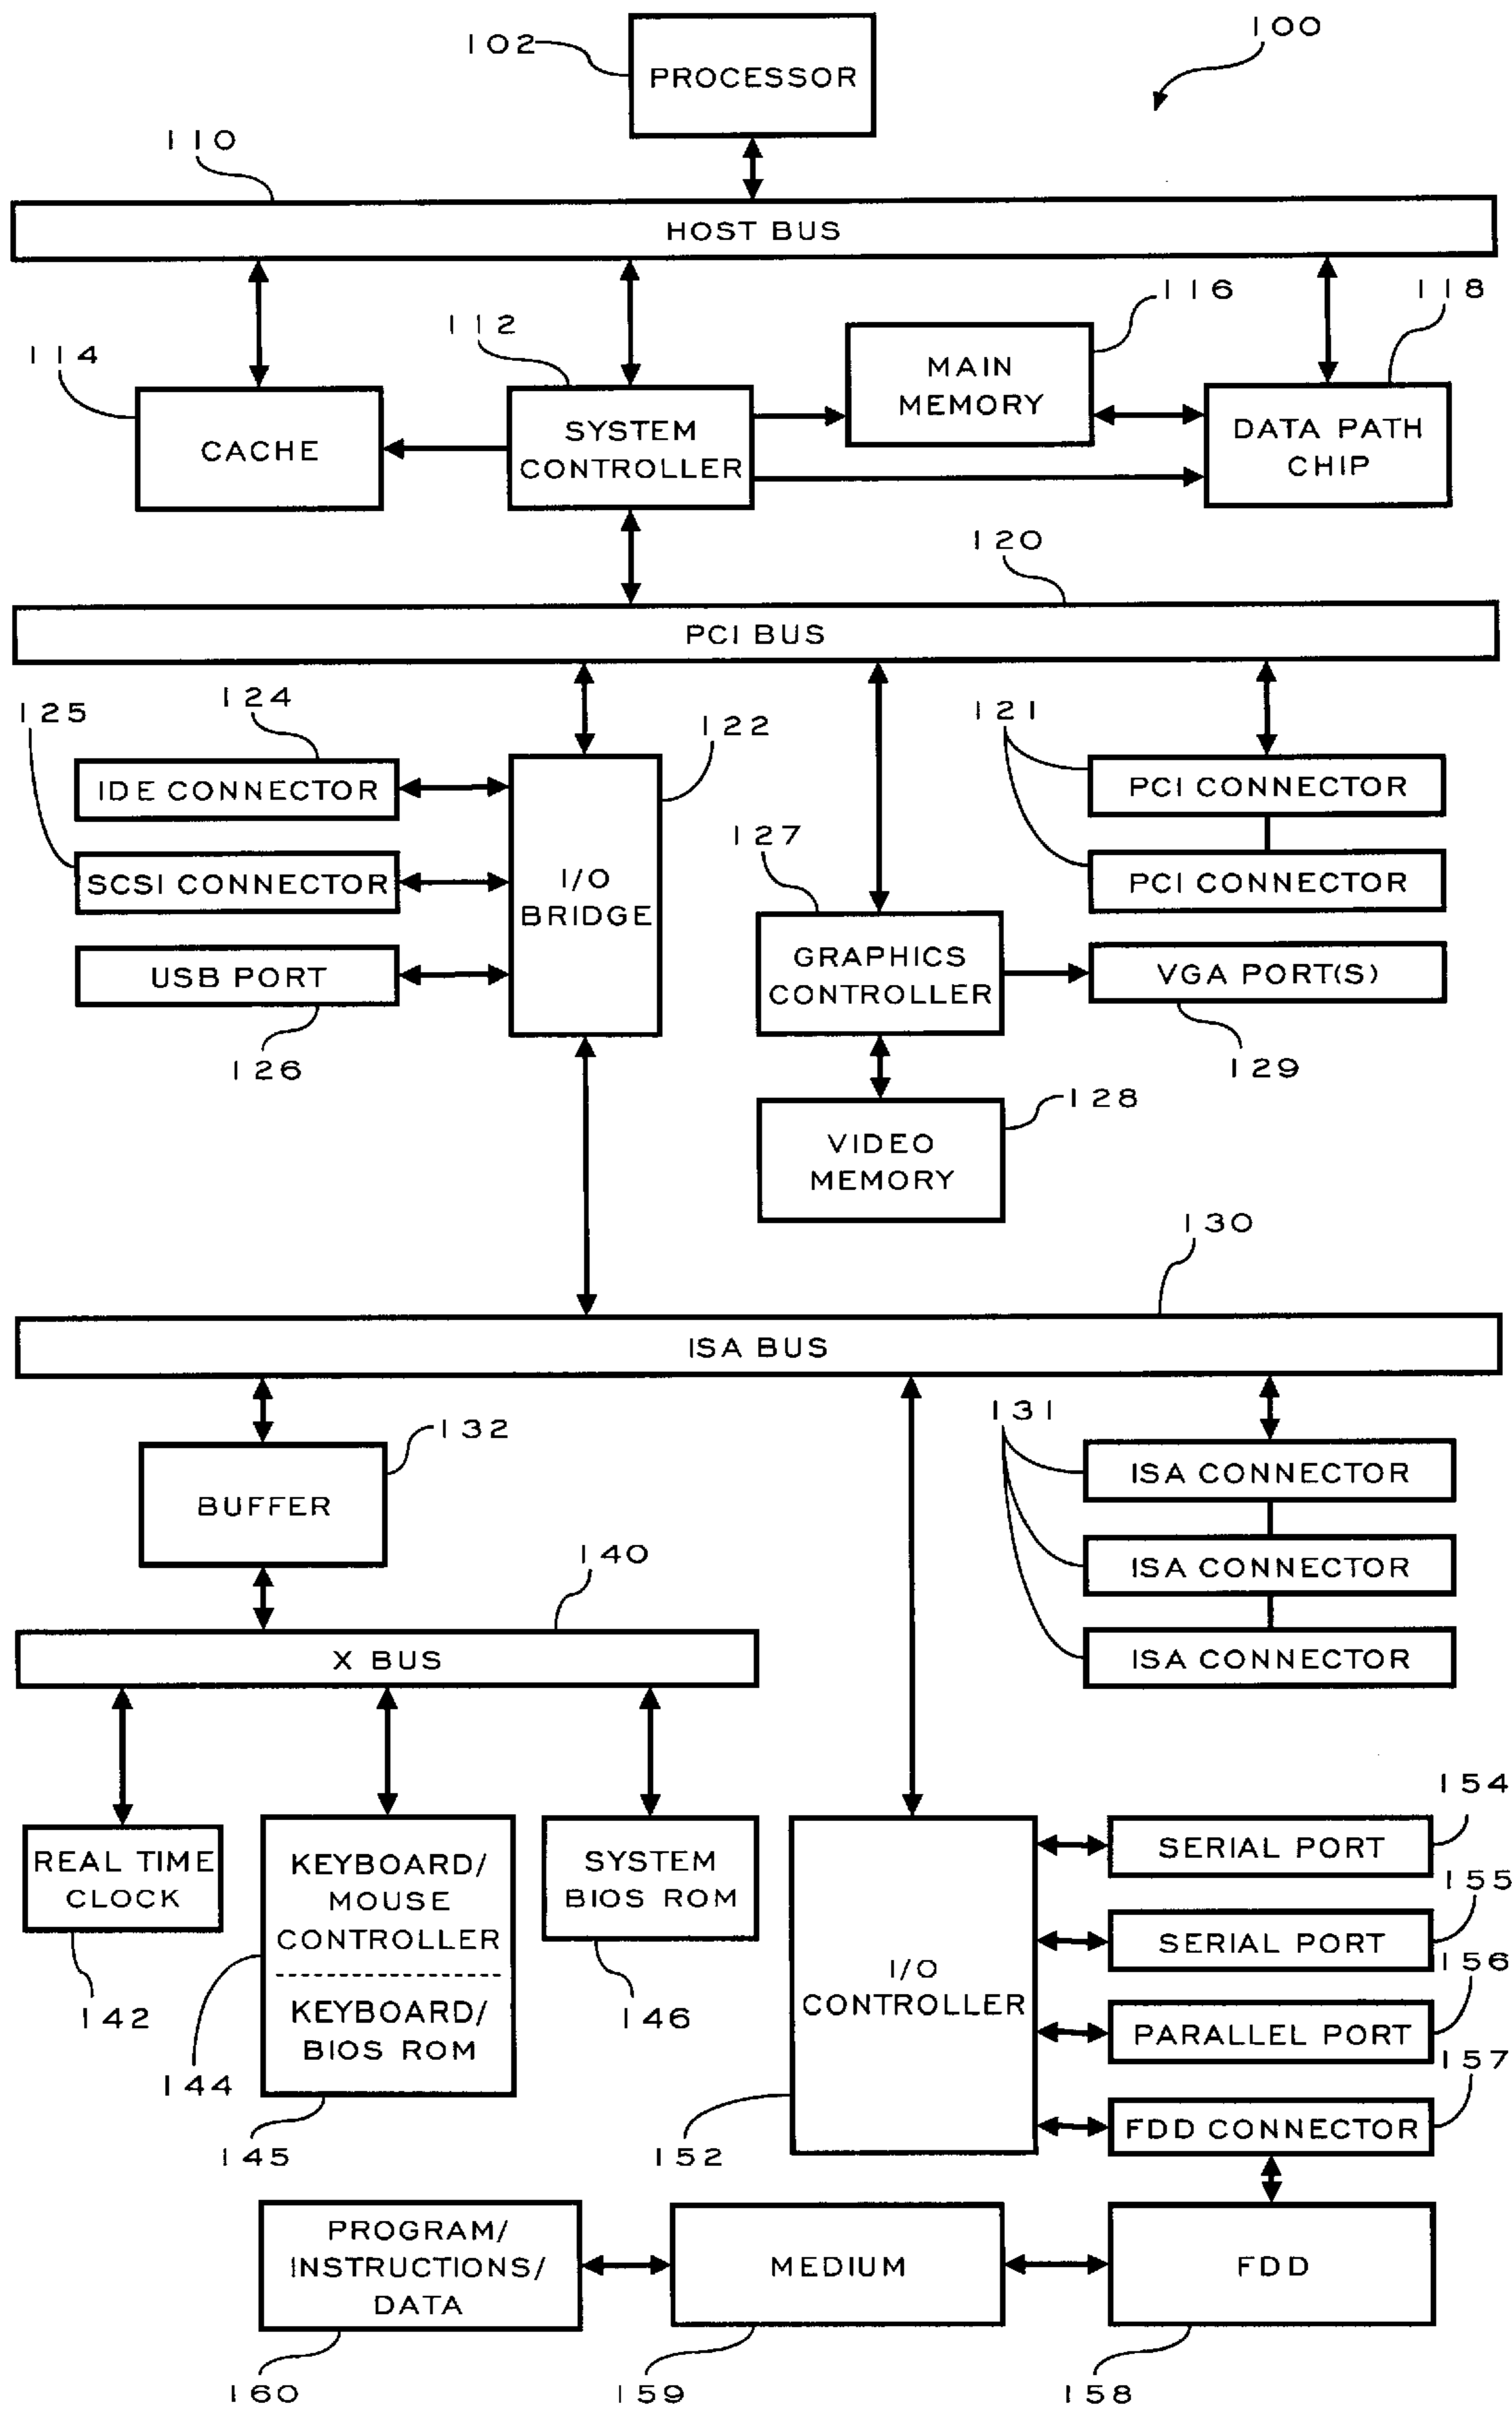 102
PROCESSOR
100
110
HOST BUS
116
118
112
114
MAIN
MEMORY
CACHE
SYSTEM
CONTROLLER
DATA PATH
CHIP
120
PCI BUS
124
125
122
121
IDE CONNECTOR
PCI CONNECTOR
127
SCSI CONNECTOR
I/O
BRIDGE
PCI CONNECTOR
USB PORT
GRAPHICS
CONTROLLER
VGA PORT(S)
126
129
128
VIDEO
MEMORY
130
ISA BUS
131
132
BUFFER
ISA CONNECTOR
140
ISA CONNECTOR
X BUS
ISA CONNECTOR
154
REAL TIME
CLOCK
KEYBOARD/
MOUSE
CONTROLLER
KEYBOARD/
BIOS ROM
SYSTEM
BIOS ROM
SERIAL PORT
155
SERIAL PORT
I/O
CONTROLLER
156
142
146
PARALLEL PORT
157
144
FDD CONNECTOR
145
152
PROGRAM/
INSTRUCTIONS/
DATA
MEDIUM
FDD
160
159
158